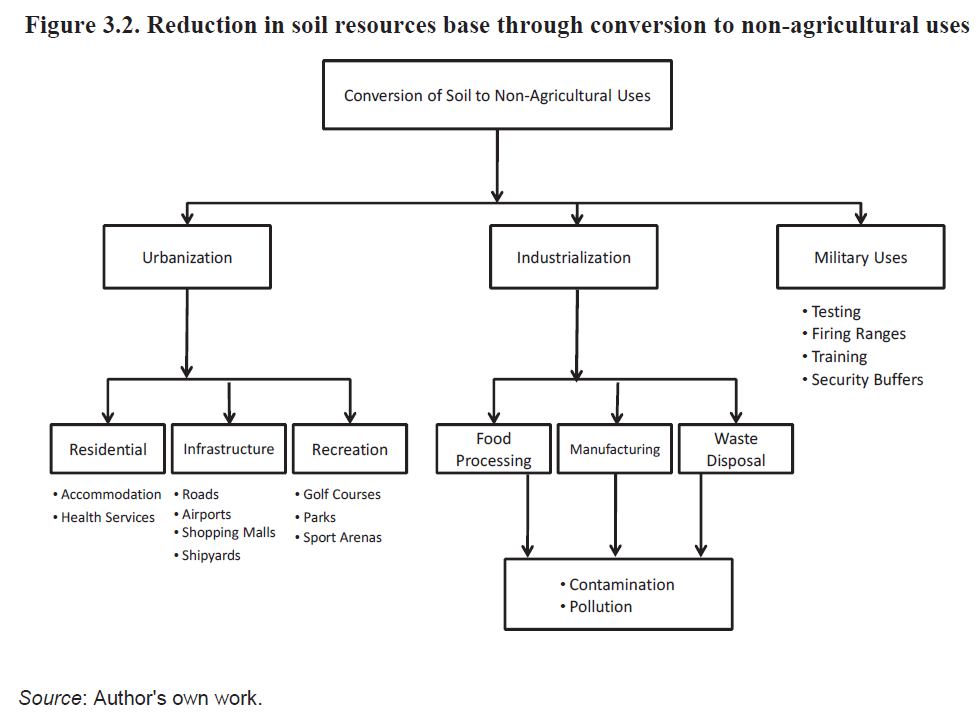 Figure 3.2. Reduction in soil resources base through conversion to non-agricultural uses
Conversion of Soil to Non-Agricultural Uses
Urbanization
Industrialization
Military Uses
• Testing
• Firing Ranges
• Training
• Security Buffers
Residential
Infrastructure
Recreation
Food
Processing
Manufacturing
Waste
Disposal
• Accommodation
• Health Services
• Roads
• Airports
• Shopping Malls
• Shipyards
• Golf Courses
• Parks
• Sport Arenas
• Contamination
• Pollution
Source: Author's own work.